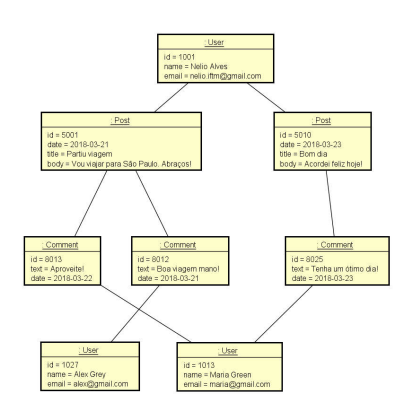 : User
id = 1001
name = Nelio Alves
email = nelio.iftm@gmail.com
: Post
id = 5001
date = 2018-03-21
title = Partiu viagem
body = Vou viajar para São Paulo. Abraços!
: Post
id = 5010
date = 2018-03-23
title = Bom dia
body = Acordei feliz hoje!
: Comment
id = 8013
text = Aproveite!
date = 2018-03-22
: Comment
id = 8012
text = Boa viagem mano!
date = 2018-03-21
: Comment
id = 8025
text = Tenha um ótimo dia!
date = 2018-03-23
: User
id = 1027
name = Alex Grey
email = alex@gmail.com
: User
id = 1013
name = Maria Green
email = maria@gmail.com